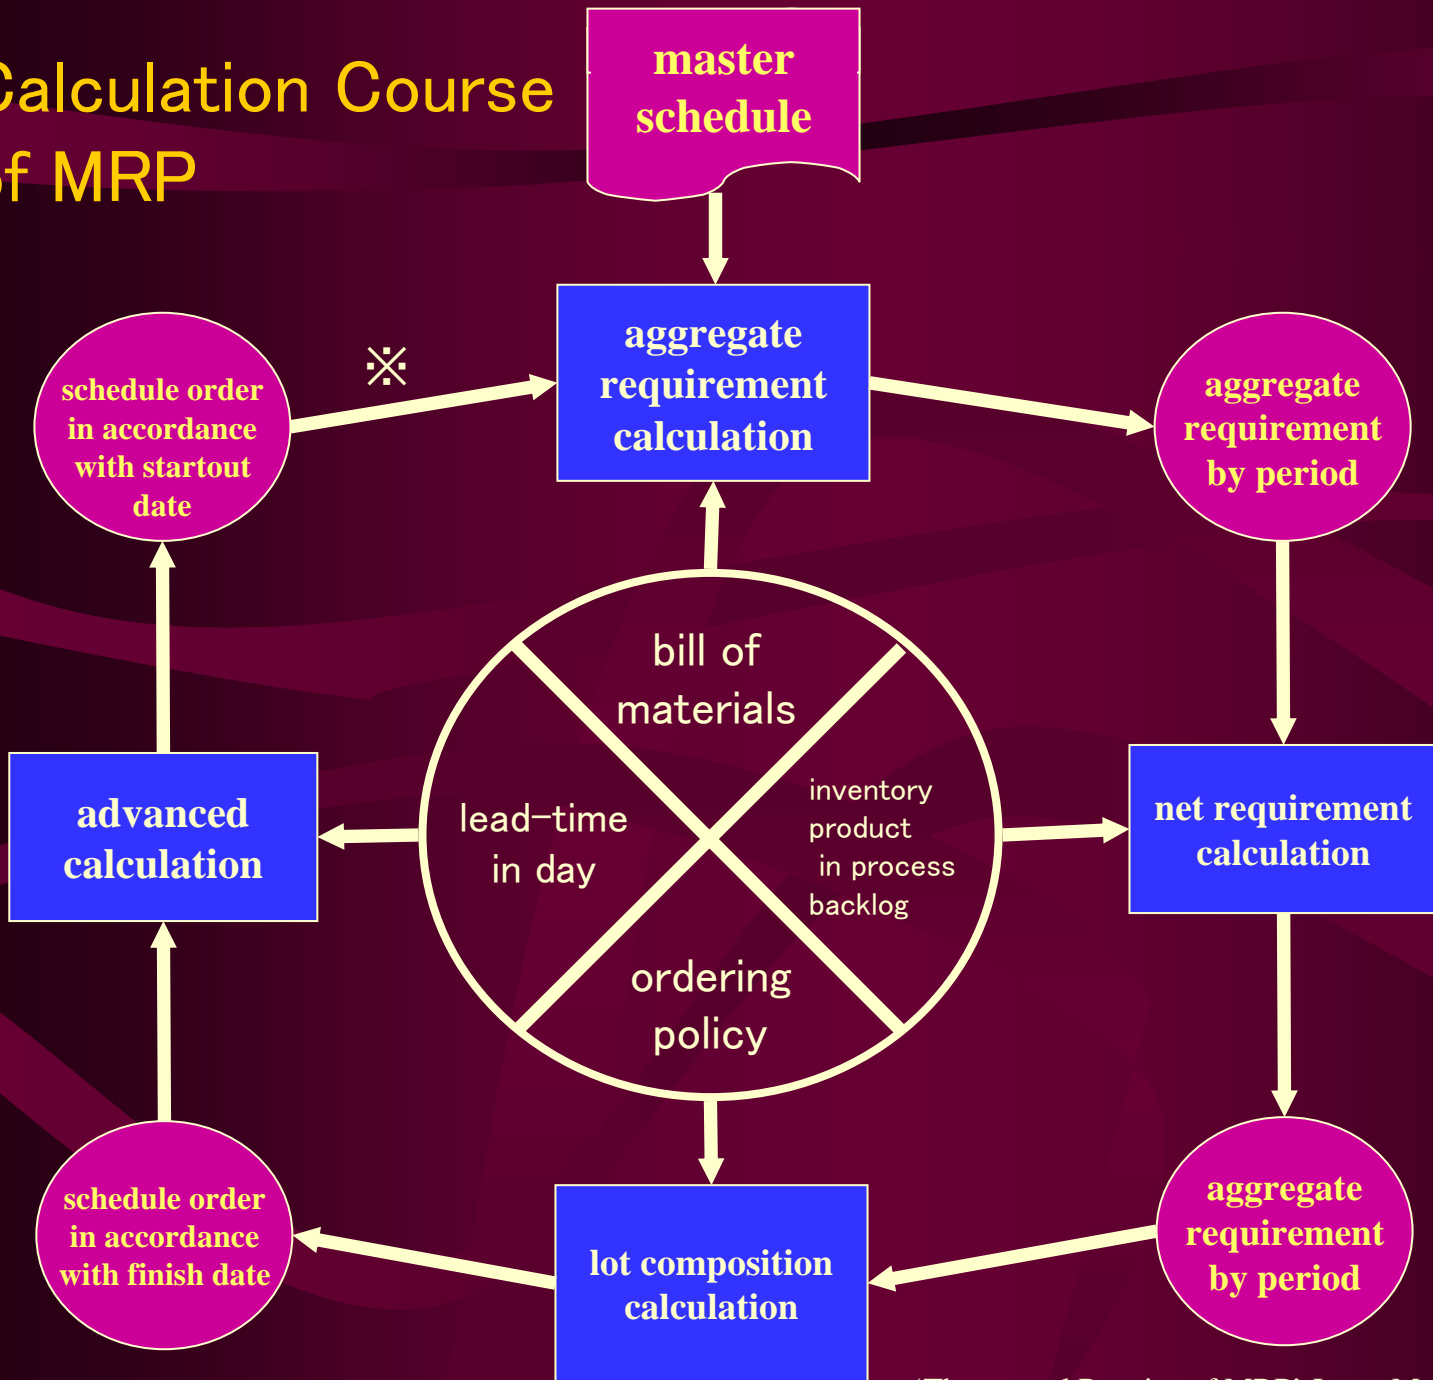 Calculation Course
of MRP
master
schedule
aggregate
requirement
calculation
※
schedule order
in accordance
with startout
date
aggregate
requirement
by period
bill of
materials
lead-time
in day
inventory
product
in process
backlog
ordering
policy
advanced
calculation
net requirement
calculation
schedule order
in accordance
with finish date
lot composition
calculation
aggregate
requirement
by period